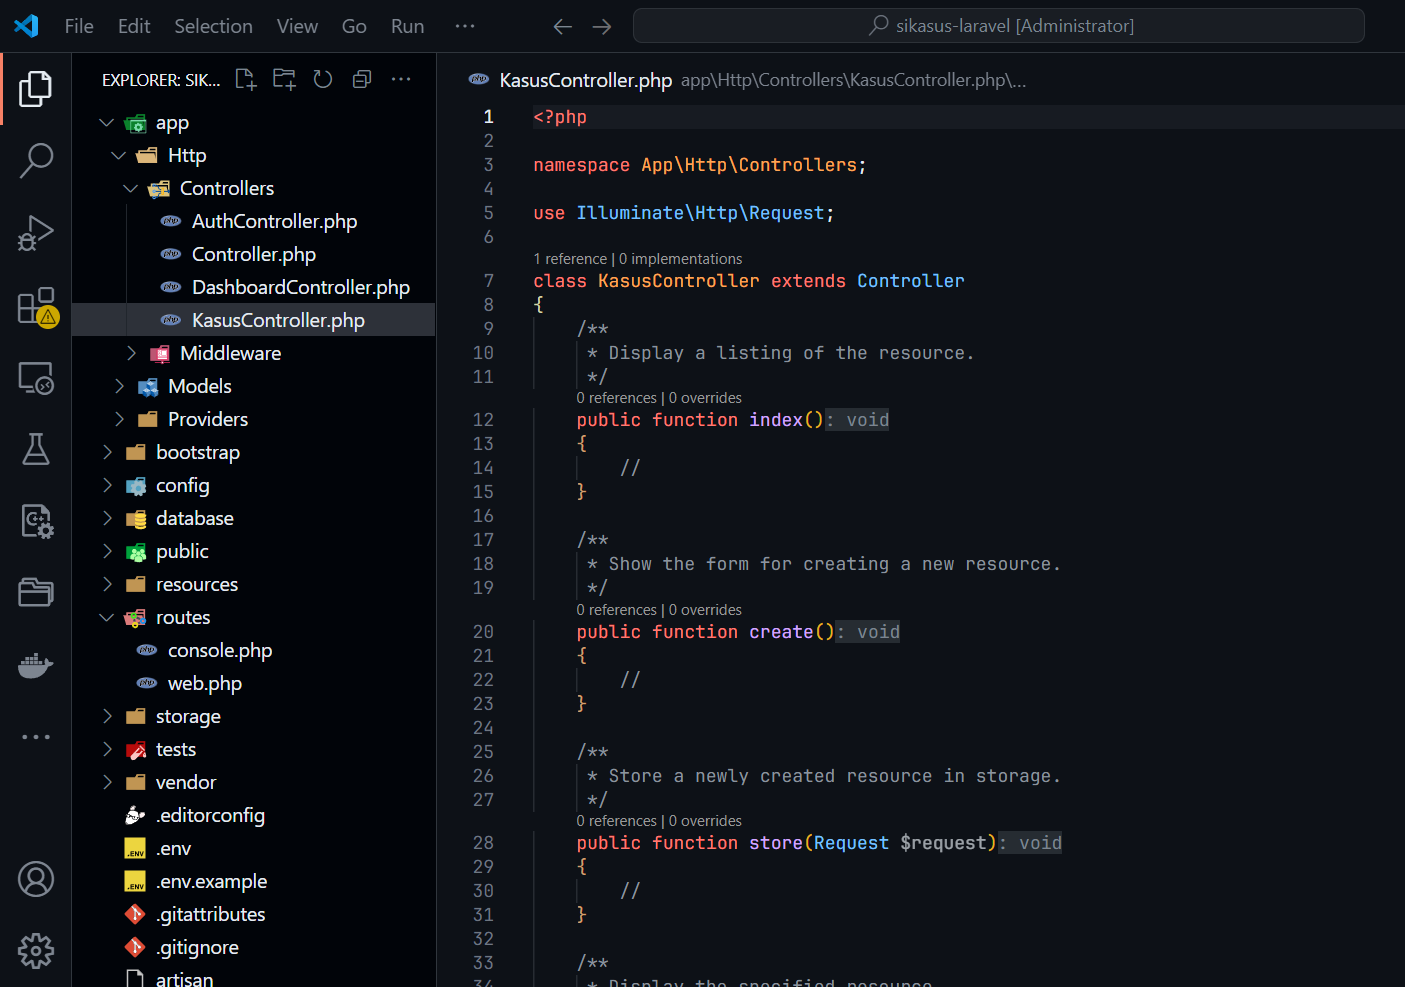 File Edit Selection View Go Run ··· sikasus-laravel [Administrator]
EXPLORER: SIK... ···
app
Http
Controllers
AuthController.php
Controller.php
DashboardController.php
KasusController.php
Middleware
Models
Providers
bootstrap
config
database
public
resources
routes
console.php
web.php
storage
tests
vendor
.editorconfig
.env
.env.example
.gitattributes
.gitignore
artisan
KasusController.php app\Http\Controllers\KasusController.php\...
1 <?php
2
3 namespace App\Http\Controllers;
4
5 use Illuminate\Http\Request;
6
1 reference | 0 implementations
7 class KasusController extends Controller
8 {
9 /**
10 * Display a listing of the resource.
11 */
0 references | 0 overrides
12 public function index(): void
13 {
14 //
15 }
16
17 /**
18 * Show the form for creating a new resource.
19 */
0 references | 0 overrides
20 public function create(): void
21 {
22 //
23 }
24
25 /**
26 * Store a newly created resource in storage.
27 */
0 references | 0 overrides
28 public function store(Request $request): void
29 {
30 //
31 }
32
33 /**
34 * Display the specified resource.